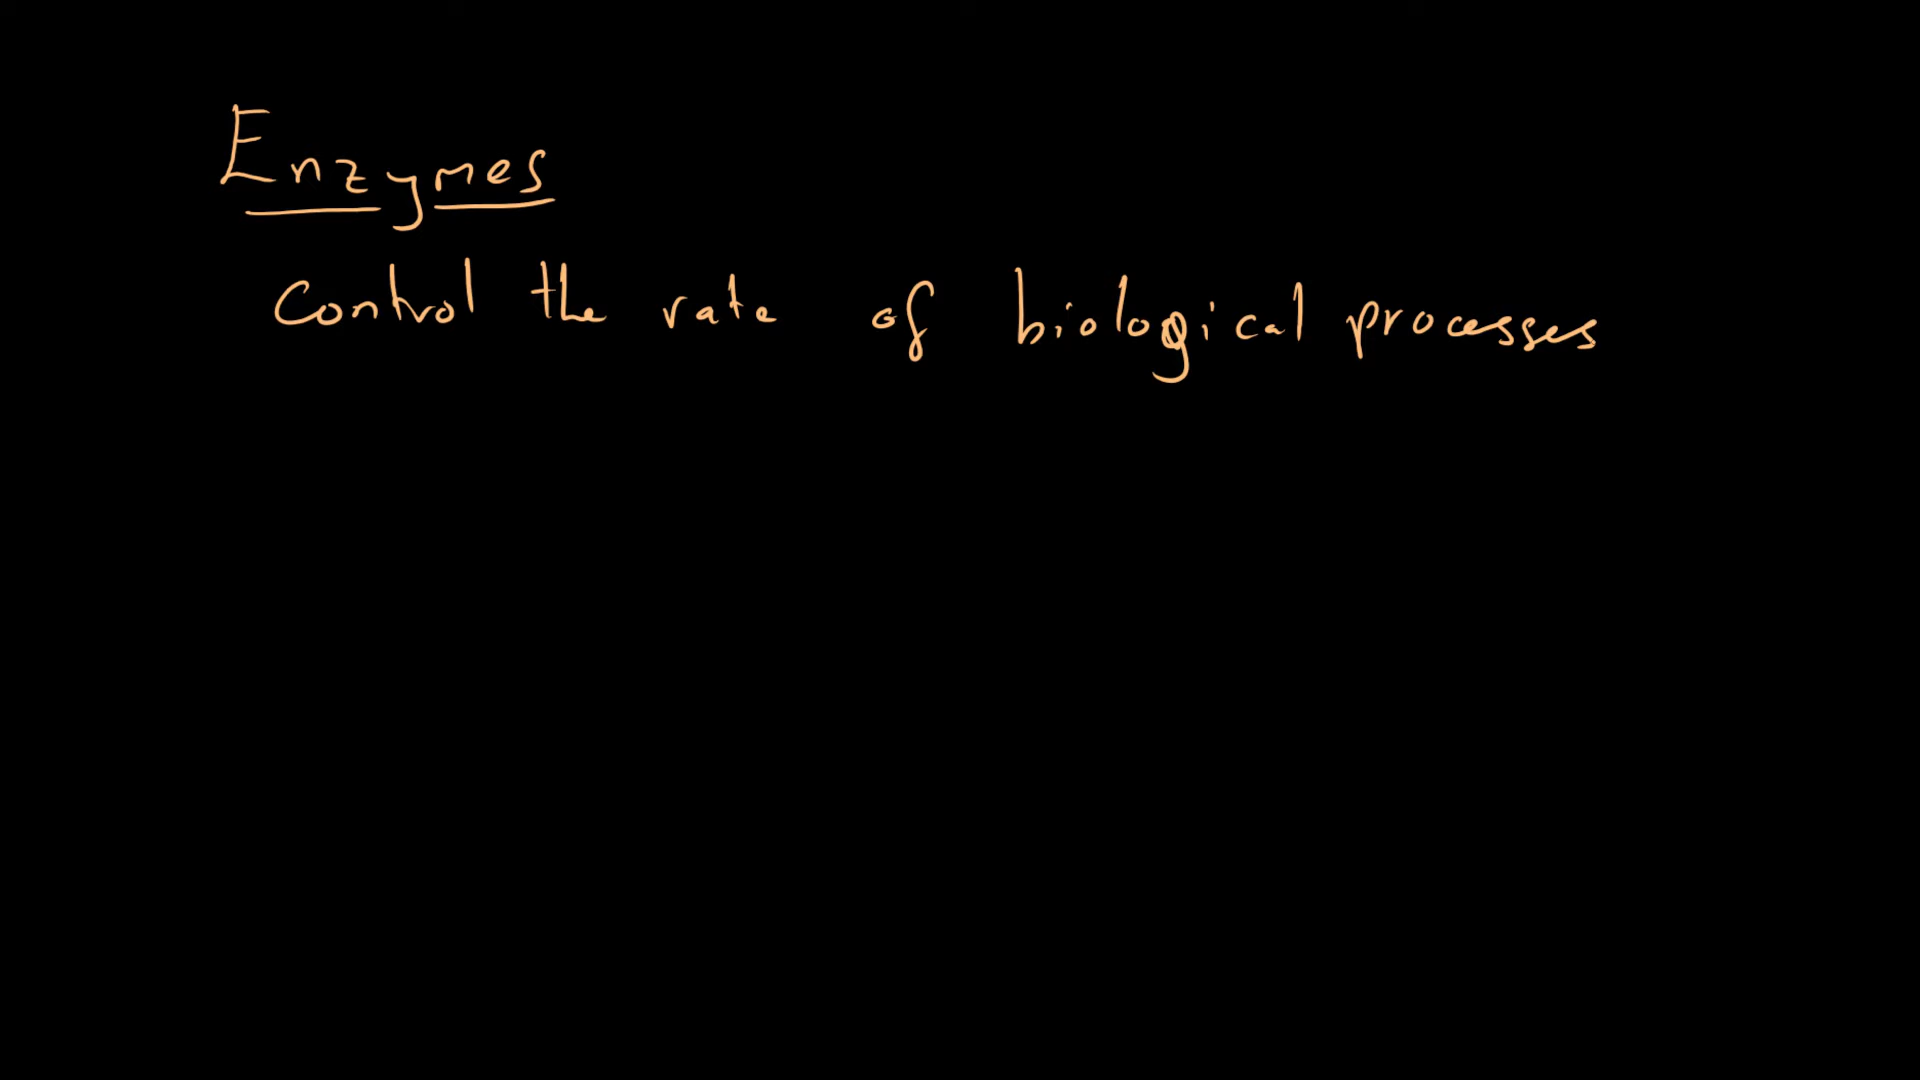 Enzymes
Control the rate of biological processes